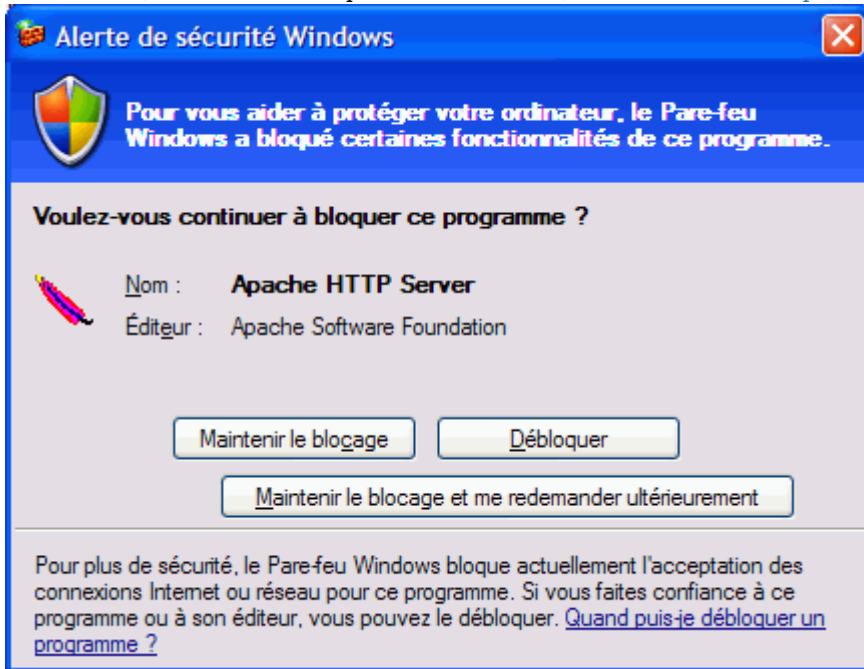 Alerte de sécurité Windows
Pour vous aider à protéger votre ordinateur, le Pare-feu
Windows a bloqué certaines fonctionnalités de ce programme.
Voulez-vous continuer à bloquer ce programme ?
Nom : Apache HTTP Server
Éditeur : Apache Software Foundation
Maintenir le blocage Débloquer
Maintenir le blocage et me redemander ultérieurement
Pour plus de sécurité, le Pare-feu Windows bloque actuellement l'acceptation des
connexions Internet ou réseau pour ce programme. Si vous faites confiance à ce
programme ou à son éditeur, vous pouvez le débloquer. Quand puis-je débloquer un
programme ?